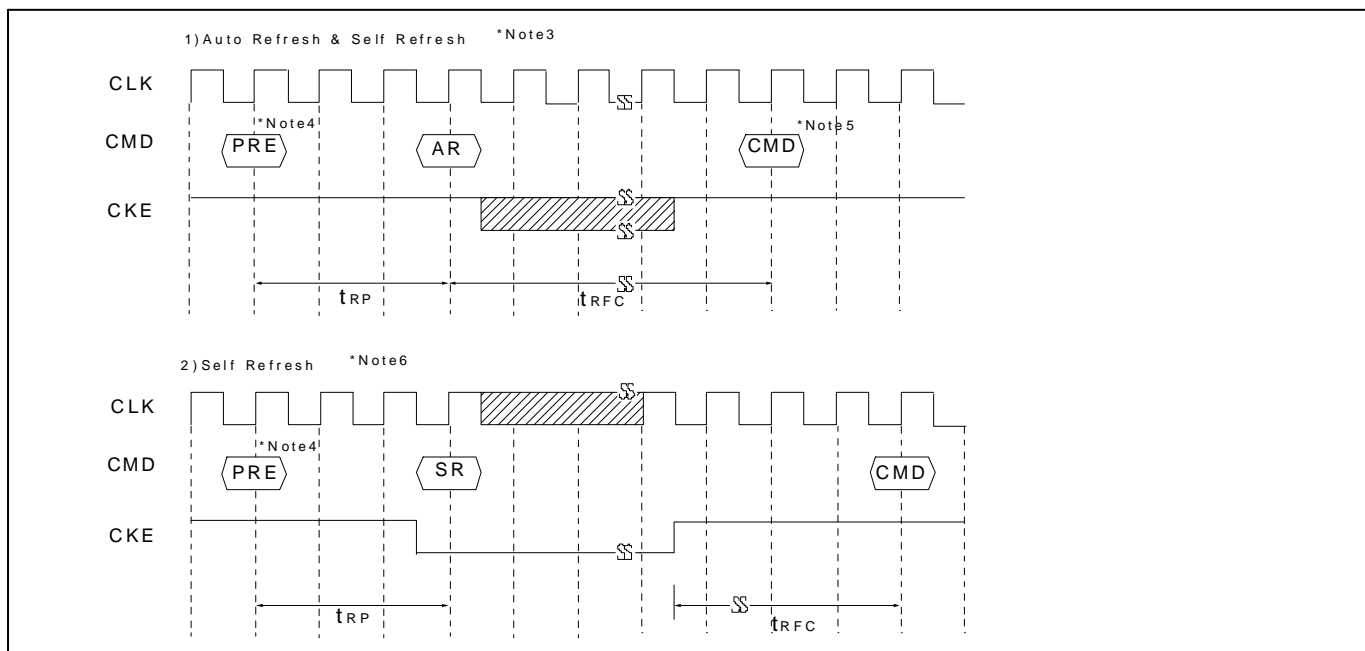 1)Auto Refresh & Self Refresh *Note3
CLK
*Note4 *Note5
CMD PRE AR CMD
CKE
tRP tRFC
2)Self Refresh *Note6
CLK
*Note4
CMD PRE SR CMD
CKE
tRP tRFC